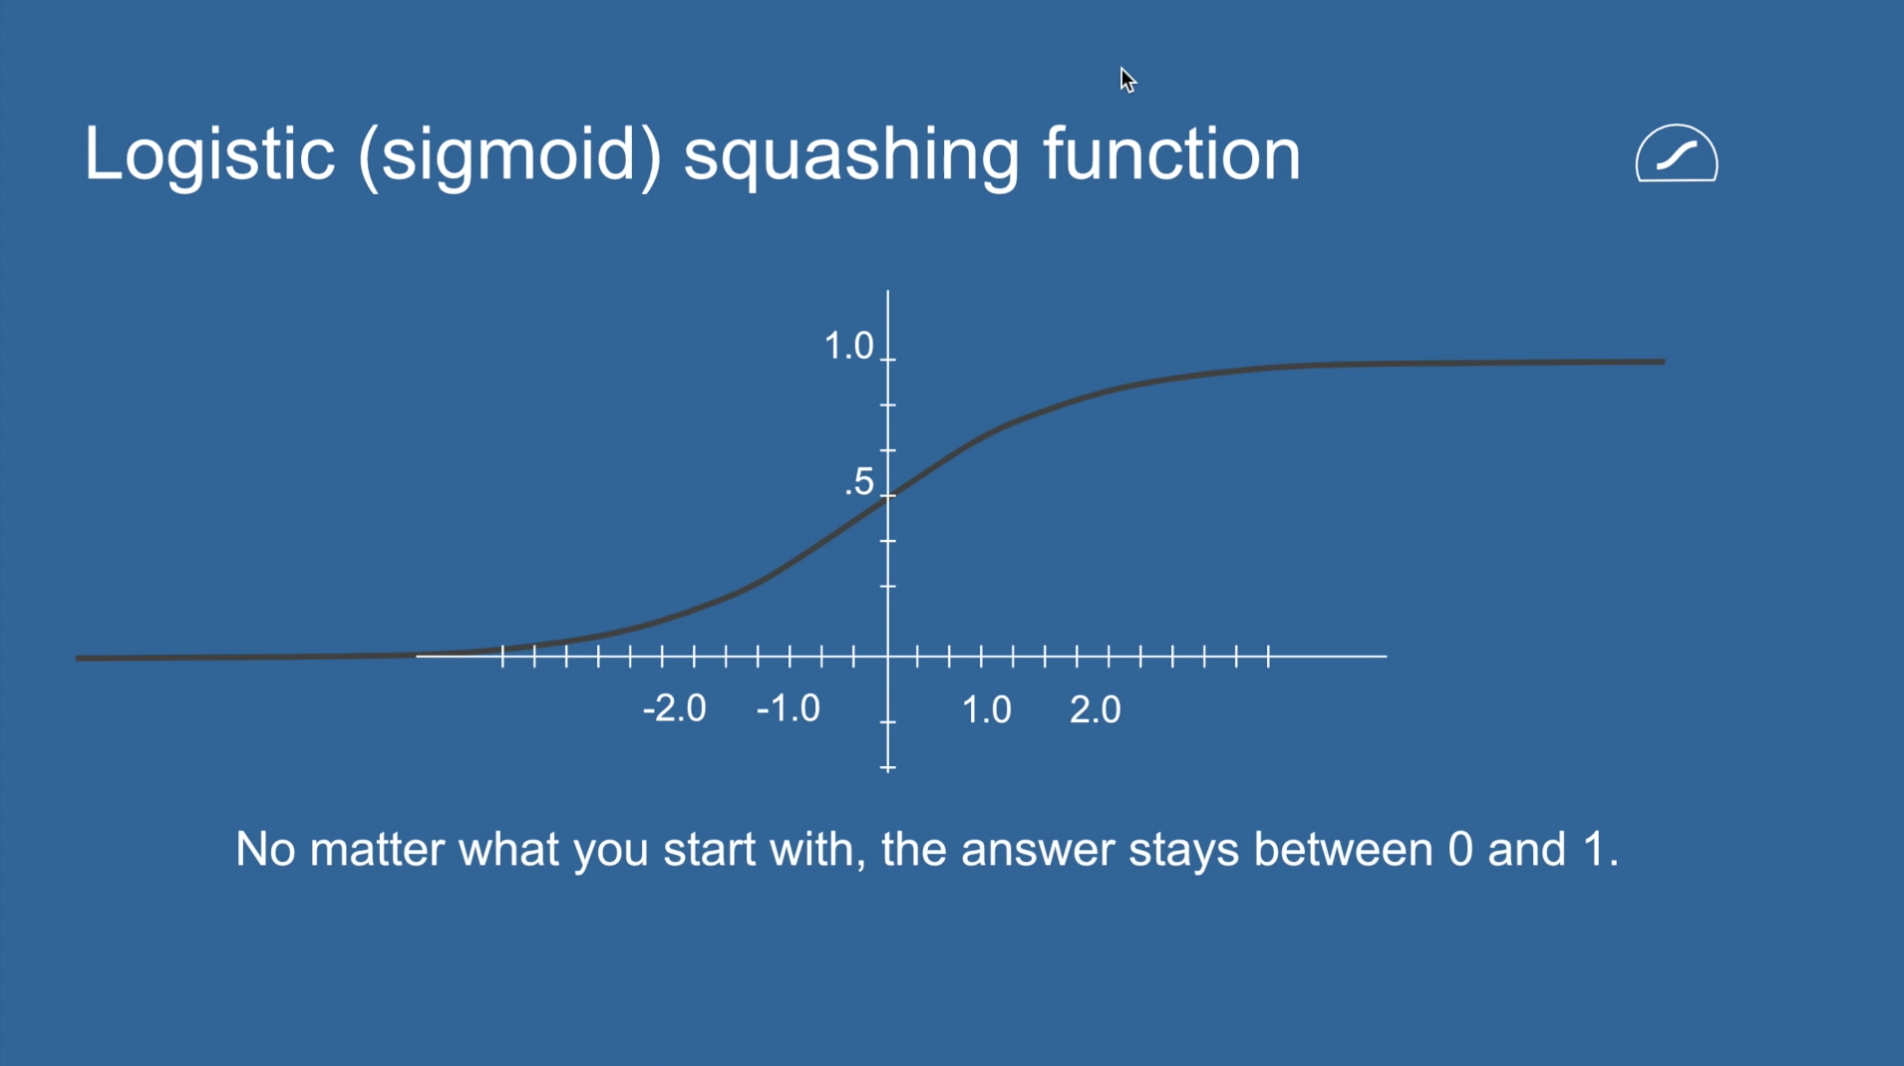 Logistic (sigmoid) squashing function
1.0
.5
-2.0 -1.0 1.0 2.0
No matter what you start with, the answer stays between 0 and 1.